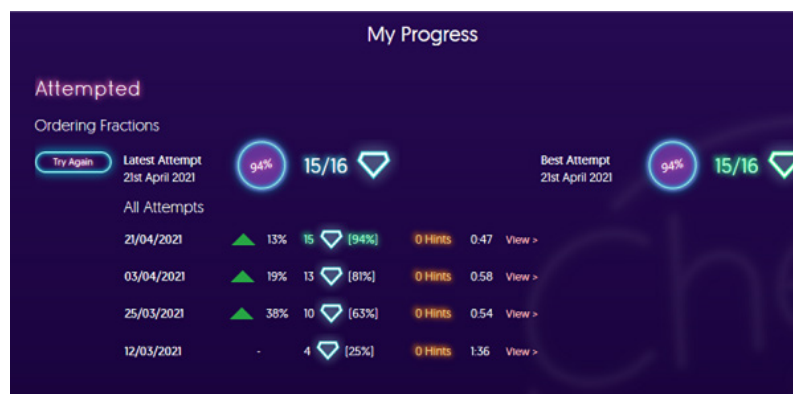 My Progress
Attempted
Ordering Fractions
Try Again
Latest Attempt
21st April 2021
94%
15/16
Best Attempt
21st April 2021
94%
15/16
All Attempts
21/04/2021 13% 15 (94%) 0 Hints 0:47 View >
03/04/2021 19% 13 (81%) 0 Hints 0:58 View >
25/03/2021 38% 10 (63%) 0 Hints 0:54 View >
12/03/2021 - 4 (25%) 0 Hints 1:36 View >